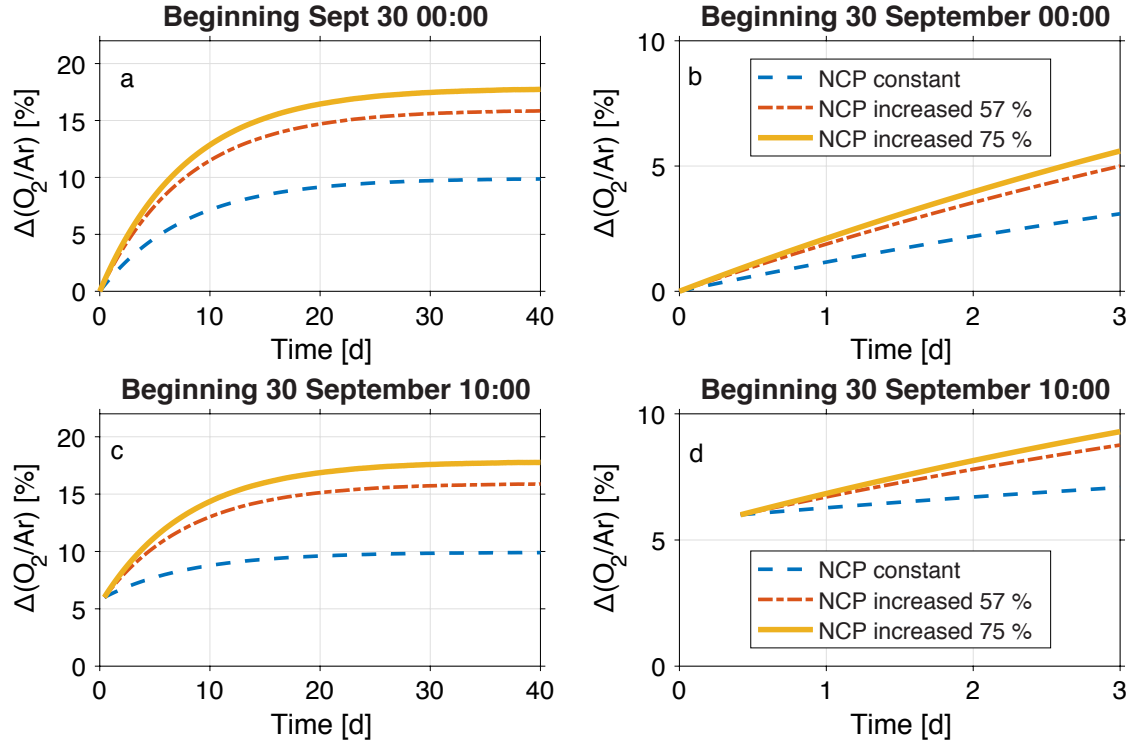 Beginning Sept 30 00:00
a
Δ(O2/Ar) [%]
20
15
10
5
0
0 10 20 30 40
Time [d]
Beginning 30 September 00:00
b
Δ(O2/Ar) [%]
10
5
0
NCP constant
NCP increased 57 %
NCP increased 75 %
0 1 2 3
Time [d]
Beginning 30 September 10:00
c
Δ(O2/Ar) [%]
20
15
10
5
0
0 10 20 30 40
Time [d]
Beginning 30 September 10:00
d
Δ(O2/Ar) [%]
10
5
0
NCP constant
NCP increased 57 %
NCP increased 75 %
0 1 2 3
Time [d]